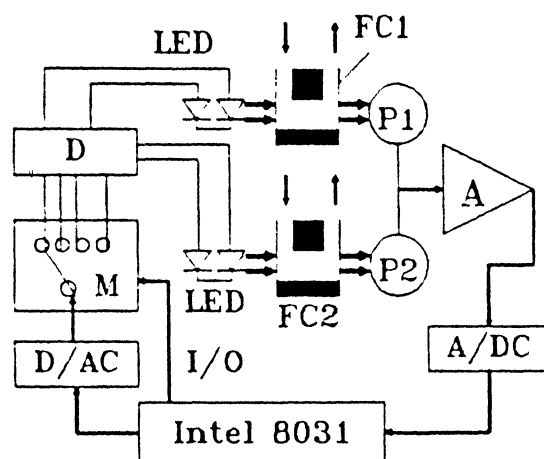 LED
FC1
P1
D
A
M
LED
P2
FC2
D/AC
I/O
A/DC
Intel 8031